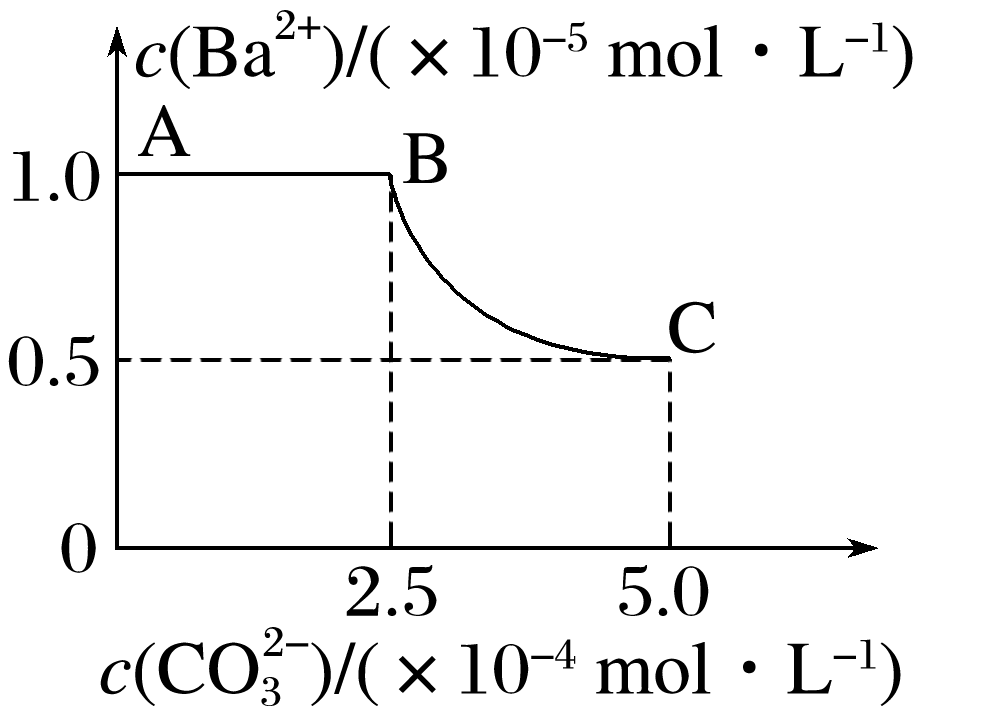 c(Ba²⁺)/( × 10⁻⁵ mol · L⁻¹)
A
B
1.0
C
0.5
0
2.5 5.0
c(CO₃²⁻)/( × 10⁻⁴ mol · L⁻¹)